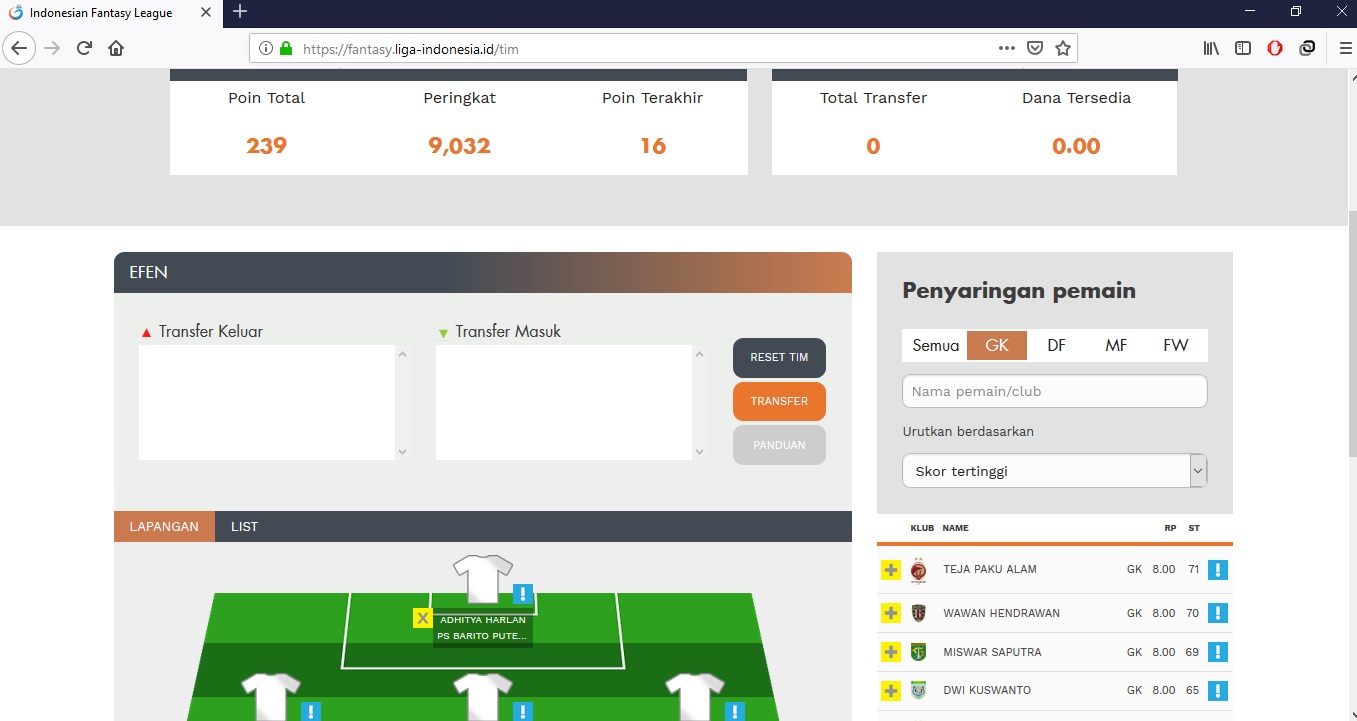 Indonesian Fantasy League
https://fantasy.liga-indonesia.id/tim
Poin Total Peringkat Poin Terakhir
239 9,032 16
Total Transfer Dana Tersedia
0 0.00
EFEN
Transfer Keluar Transfer Masuk
RESET TIM
TRANSFER
PANDUAN
LAPANGAN LIST
ADHITYA HARLAN
PS BARITO PUTE...
Penyaringan pemain
Semua GK DF MF FW
Nama pemain/club
Urutkan berdasarkan
Skor tertinggi
KLUB NAME RP ST
TEJA PAKU ALAM GK 8.00 71
WAWAN HENDRAWAN GK 8.00 70
MISWAR SAPUTRA GK 8.00 69
DWI KUSWANTO GK 8.00 65